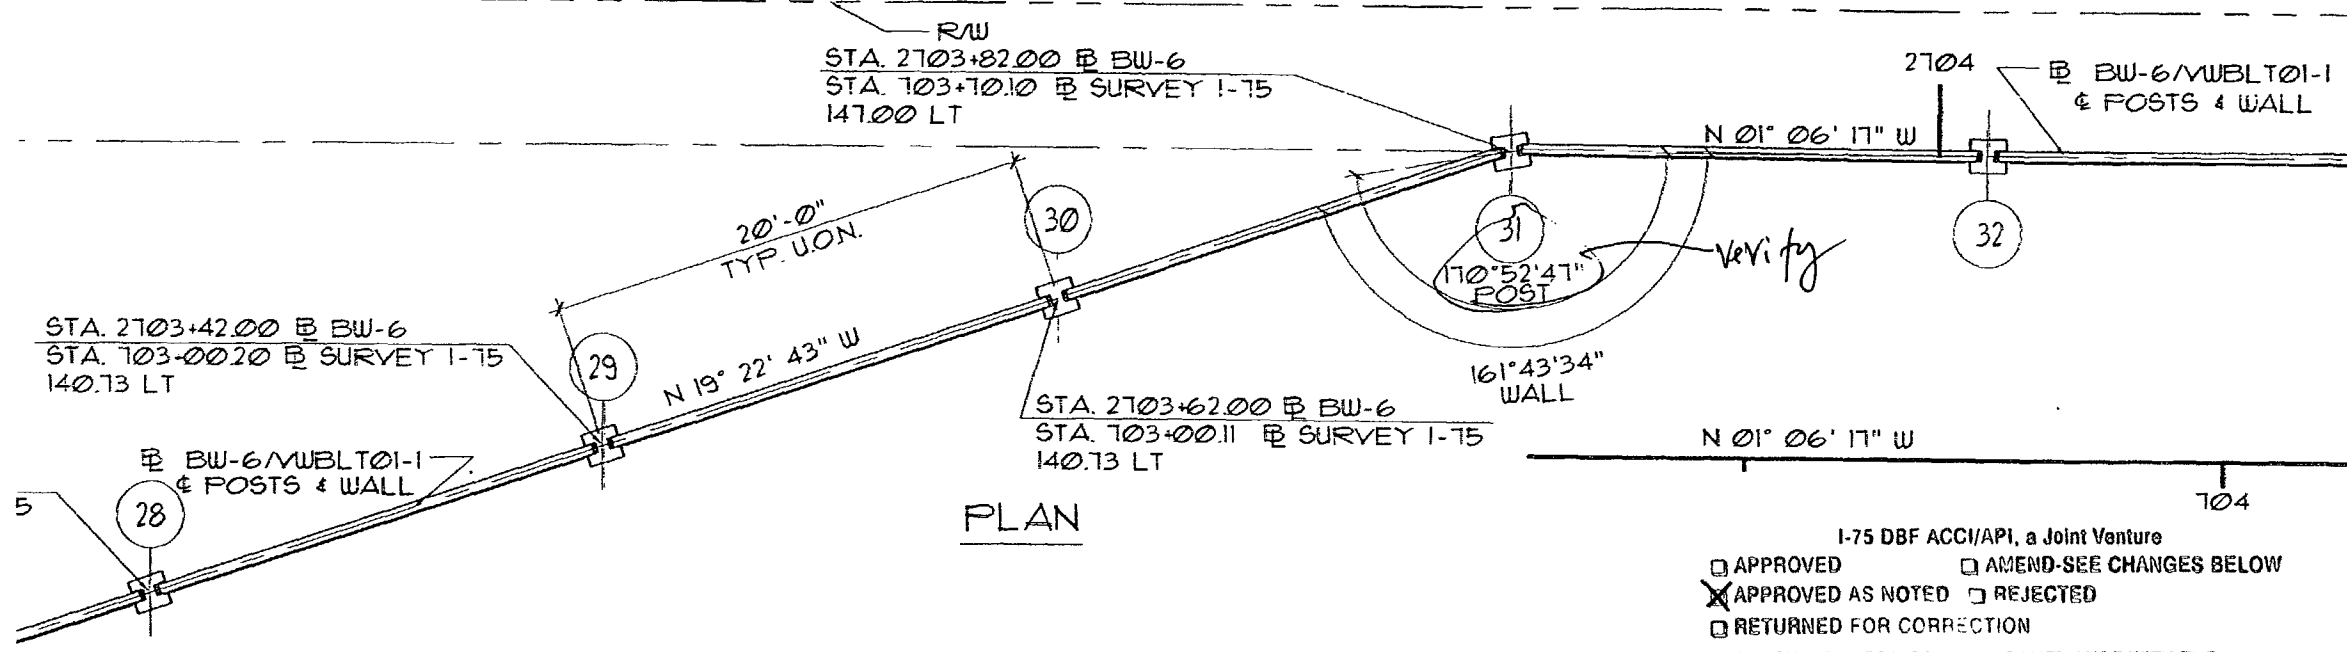 R/W
STA. 2703+82.00 ℄ BW-6
STA. 703+70.10 ℄ SURVEY I-75
147.00 LT
2704
℄ BW-6/WBLT01-1
℄ POSTS & WALL
N 01° 06' 17" W
20'-0"
TYP. U.O.N.
30
31
32
170°52'47"
POST
verify
161°43'34"
WALL
STA. 2703+42.00 ℄ BW-6
STA. 703+00.20 ℄ SURVEY I-75
140.73 LT
29
N 19° 22' 43" W
STA. 2703+62.00 ℄ BW-6
STA. 703+00.11 ℄ SURVEY I-75
140.73 LT
℄ BW-6/WBLT01-1
℄ POSTS & WALL
28
5
PLAN
N 01° 06' 17" W
704
I-75 DBF ACCI/API, a Joint Venture
APPROVED
AMEND-SEE CHANGES BELOW
APPROVED AS NOTED
REJECTED
RETURNED FOR CORRECTION